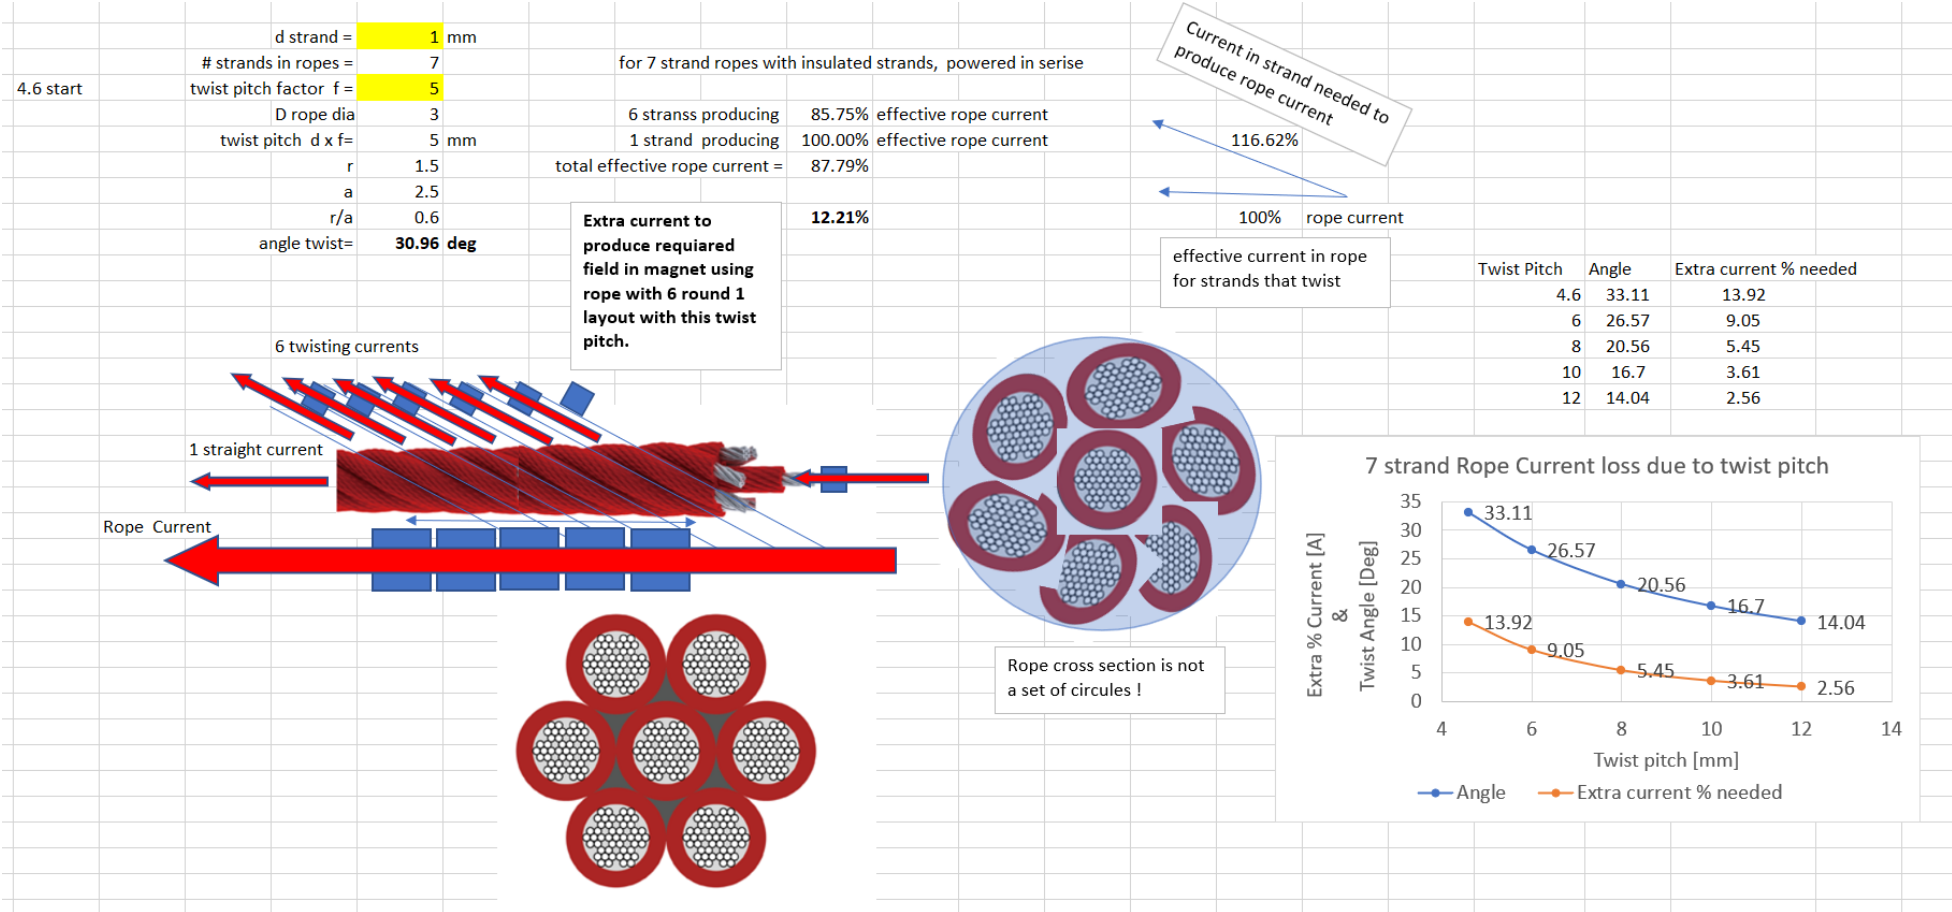 d strand = 1 mm
# strands in ropes = 7
4.6 start twist pitch factor f = 5
D rope dia 3
twist pitch d x f= 5 mm
r 1.5
a 2.5
r/a 0.6
angle twist= 30.96 deg
for 7 strand ropes with insulated strands, powered in serise
6 stranss producing 85.75% effective rope current
1 strand producing 100.00% effective rope current
total effective rope current = 87.79%
12.21%
Extra current to
produce requiared
field in magnet using
rope with 6 round 1
layout with this twist
pitch.
Current in strand needed to
produce rope current
116.62%
100% rope current
effective current in rope
for strands that twist
Twist Pitch Angle Extra current % needed
4.6 33.11 13.92
6 26.57 9.05
8 20.56 5.45
10 16.7 3.61
12 14.04 2.56
6 twisting currents
1 straight current
Rope Current
Rope cross section is not
a set of circules !
7 strand Rope Current loss due to twist pitch
Extra % Current [A]
&
Twist Angle [Deg]
35
30
25
20
15
10
5
0
33.11
26.57
20.56
16.7
14.04
13.92
9.05
5.45
3.61
2.56
4 6 8 10 12 14
Twist pitch [mm]
Angle Extra current % needed